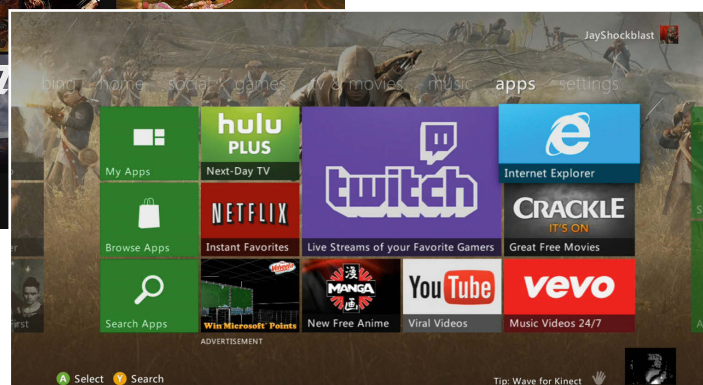 JayShockblast
bing home social games tv & movies music apps settings
My Apps
hulu
PLUS
Next-Day TV
twitch
Live Streams of your Favorite Gamers
Internet Explorer
Browse Apps
NETFLIX
Instant Favorites
CRACKLE
IT'S ON
Great Free Movies
Search Apps
Win Microsoft Points
ADVERTISEMENT
MANGA
New Free Anime
You Tube
Viral Videos
vevo
Music Videos 24/7
First
A Select Y Search
Tip: Wave for Kinect